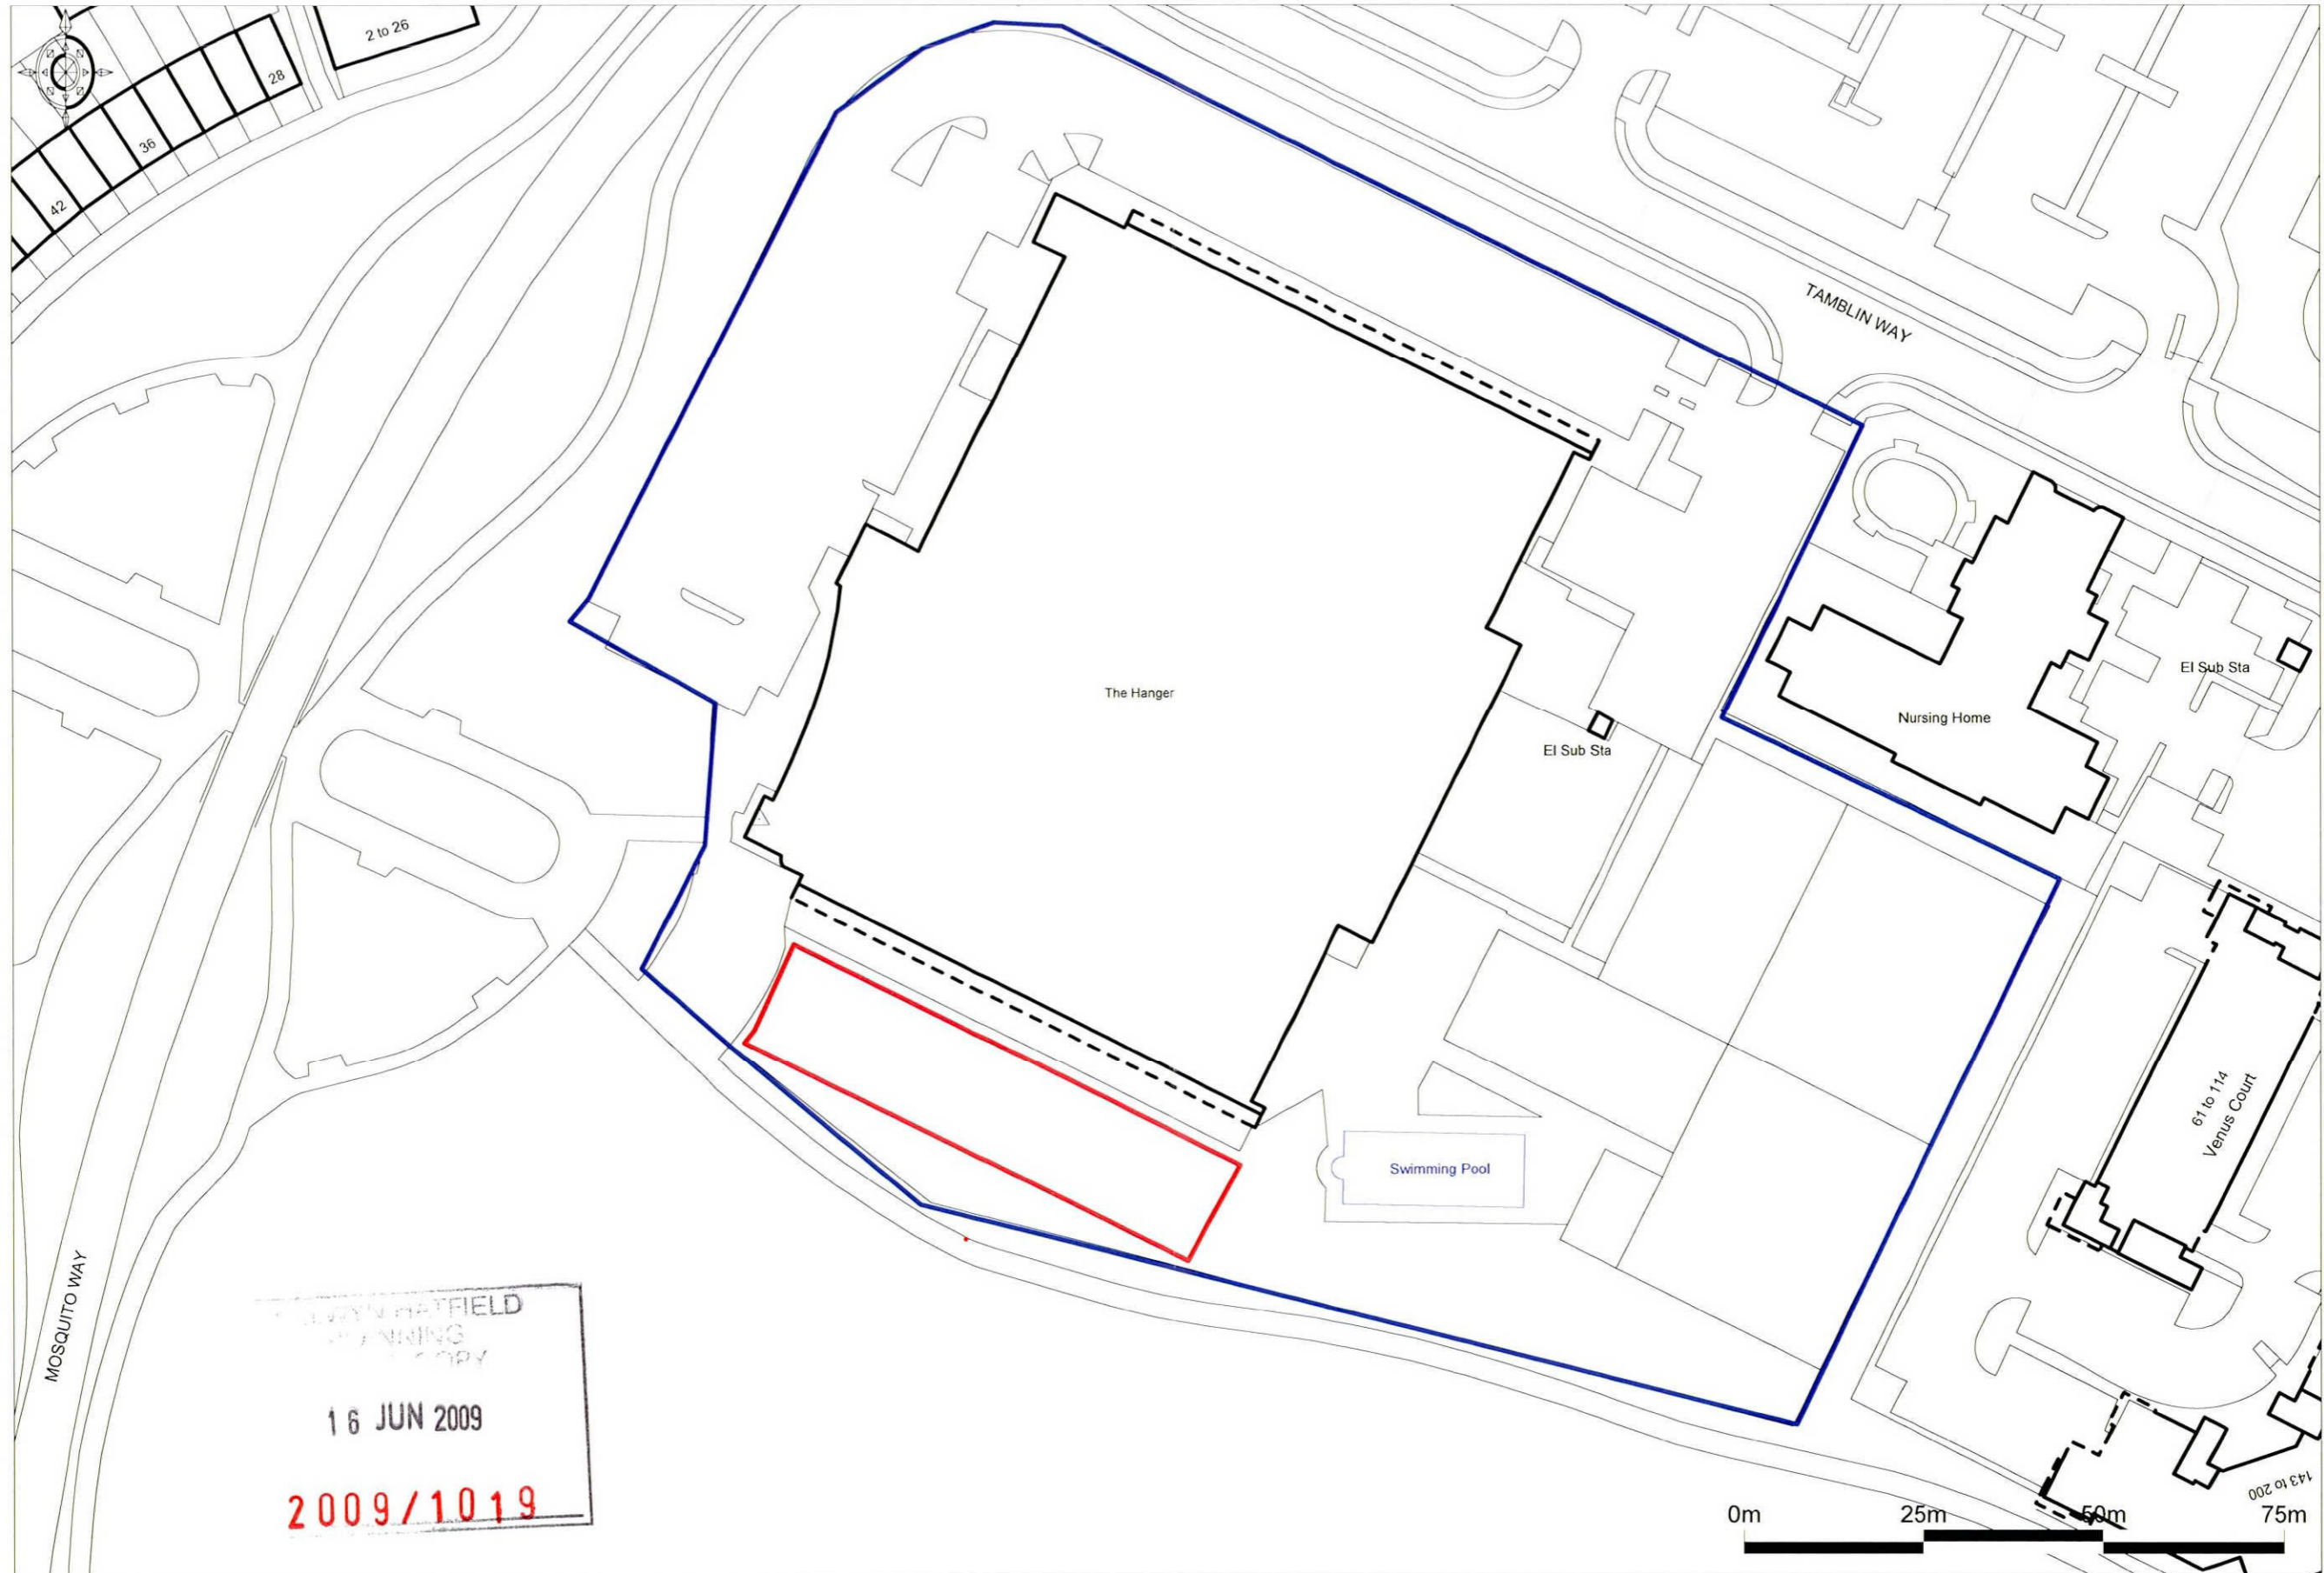 2 to 26
28
36
42
TAMBLIN WAY
The Hanger
El Sub Sta
Nursing Home
El Sub Sta
Swimming Pool
61 to 114
Venus Court
MOSQUITO WAY
HATFIELD
COPY
16 JUN 2009
2009/1019
143 to 200
0m 25m 50m 75m